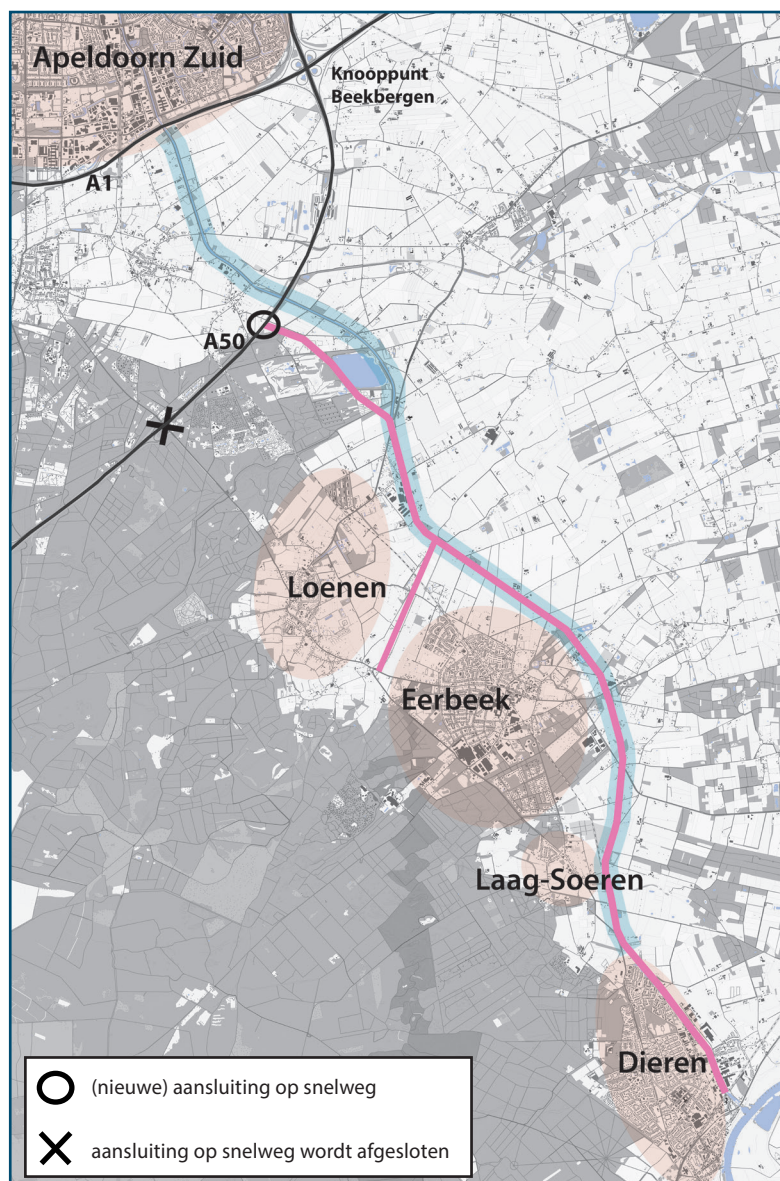 Apeldoorn Zuid
Knooppunt
Beekbergen
A1
A50
Loenen
Eerbeek
Laag-Soeren
Dieren
(nieuwe) aansluiting op snelweg
aansluiting op snelweg wordt afgesloten